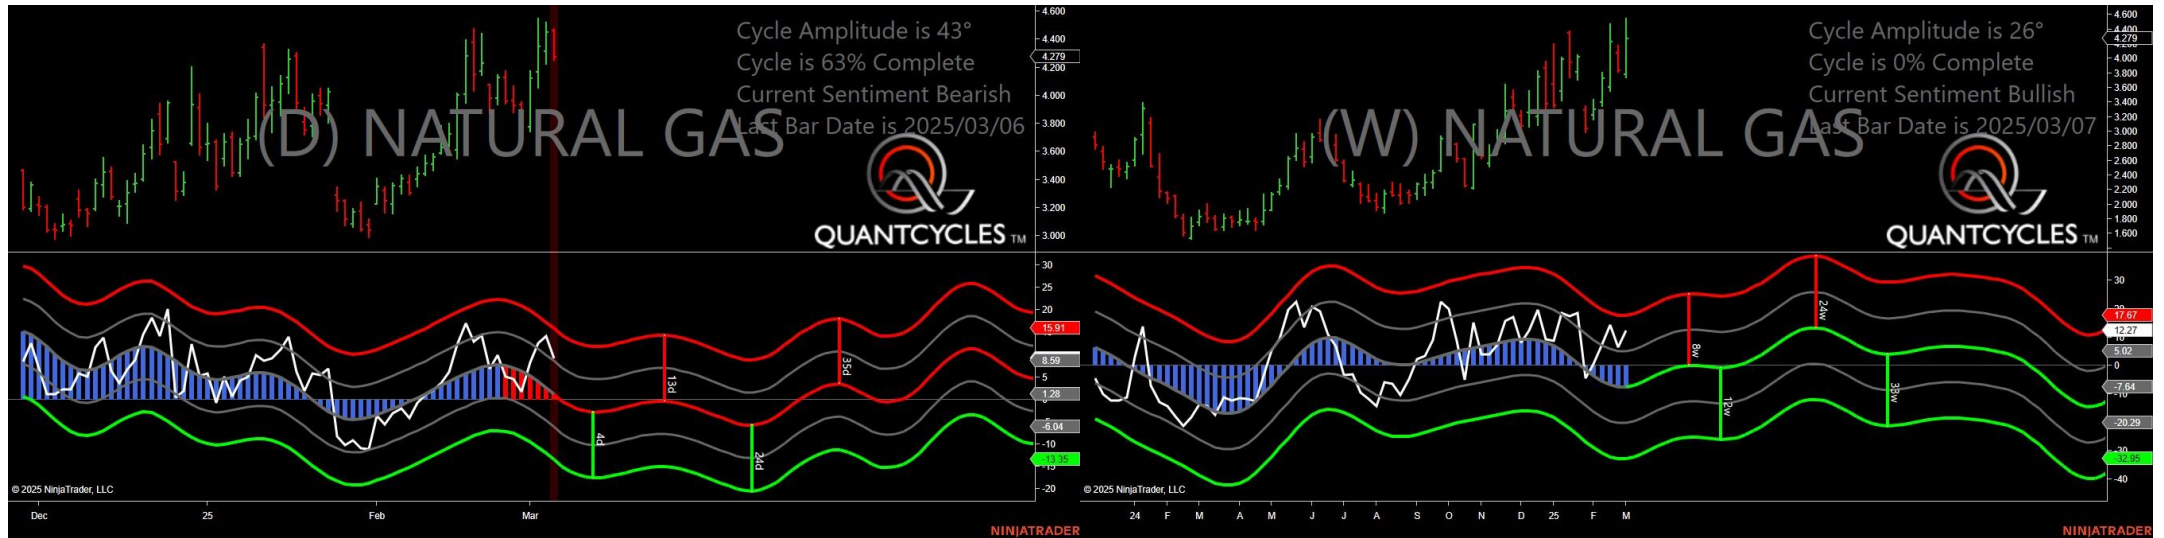 Cycle Amplitude is 43°
Cycle is 63% Complete
Current Sentiment Bearish
Last Bar Date is 2025/03/06
(D) NATURAL GAS
QUANTCYCLES TM
4.600
4.400
4.279
4.200
4.000
3.800
3.600
3.400
3.200
3.000
30
25
20
15.91
8.59
5
1.28
-6.04
-10
-13.35
-20
4d
13d
24d
35d
© 2025 NinjaTrader, LLC
Dec
25
Feb
Mar
NINJATRADER
Cycle Amplitude is 26°
Cycle is 0% Complete
Current Sentiment Bullish
Last Bar Date is 2025/03/07
(W) NATURAL GAS
QUANTCYCLES TM
4.600
4.279
4.000
3.800
3.600
3.400
3.200
3.000
2.800
2.600
2.400
2.200
2.000
1.800
1.600
30
17.67
12.27
5.02
0
-7.64
-20.29
-32.95
-40
8w
12w
24w
33w
© 2025 NinjaTrader, LLC
24
F
M
A
M
J
J
A
S
O
N
D
25
F
M
NINJATRADER